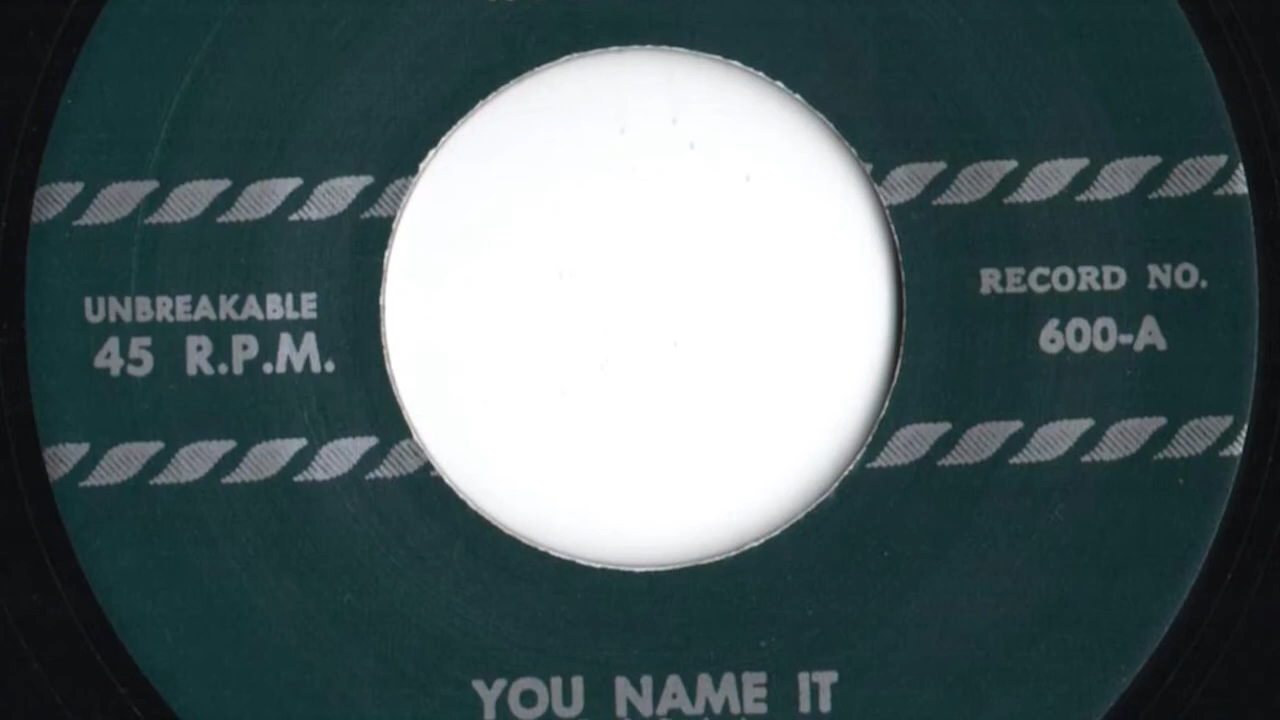 UNBREAKABLE
45 R.P.M.
RECORD NO.
600-A
YOU NAME IT